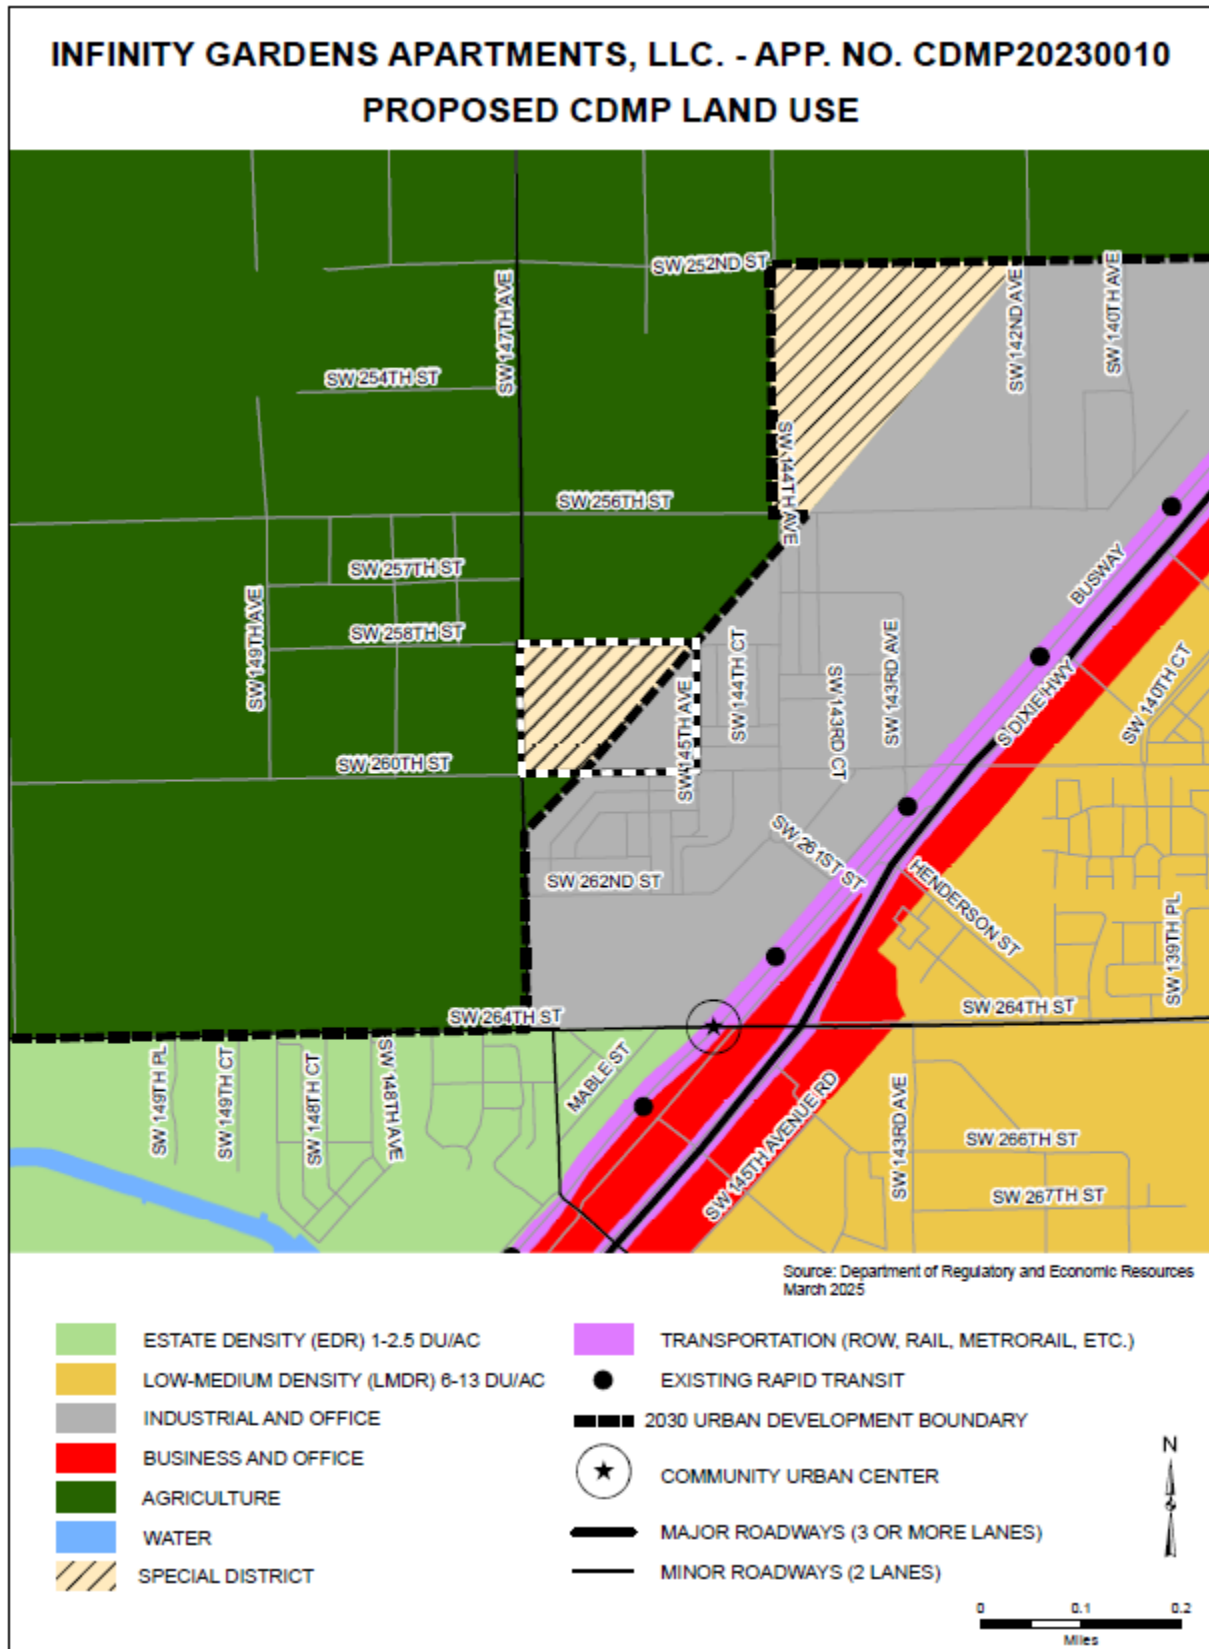 INFINITY GARDENS APARTMENTS, LLC. - APP. NO. CDMP20230010
PROPOSED CDMP LAND USE
SW 252ND ST
SW 147TH AVE
SW 142ND AVE
SW 140TH AVE
SW 254TH ST
SW 144TH AVE
SW 256TH ST
SW 257TH ST
BUSWAY
SW 149TH AVE
SW 258TH ST
SW 145TH AVE
SW 144TH CT
SW 143RD CT
SW 143RD AVE
S DIXIE HWY
SW 140TH CT
SW 260TH ST
SW 261ST ST
SW 262ND ST
HENDERSON ST
SW 139TH PL
SW 264TH ST
SW 264TH ST
SW 149TH PL
SW 149TH CT
SW 148TH CT
SW 148TH AVE
MABLE ST
SW 145TH AVENUE RD
SW 143RD AVE
SW 266TH ST
SW 267TH ST
Source: Department of Regulatory and Economic Resources
March 2025
ESTATE DENSITY (EDR) 1-2.5 DU/AC
LOW-MEDIUM DENSITY (LMDR) 6-13 DU/AC
INDUSTRIAL AND OFFICE
BUSINESS AND OFFICE
AGRICULTURE
WATER
SPECIAL DISTRICT
TRANSPORTATION (ROW, RAIL, METRORAIL, ETC.)
EXISTING RAPID TRANSIT
2030 URBAN DEVELOPMENT BOUNDARY
COMMUNITY URBAN CENTER
MAJOR ROADWAYS (3 OR MORE LANES)
MINOR ROADWAYS (2 LANES)
N
0 0.1 0.2
Miles